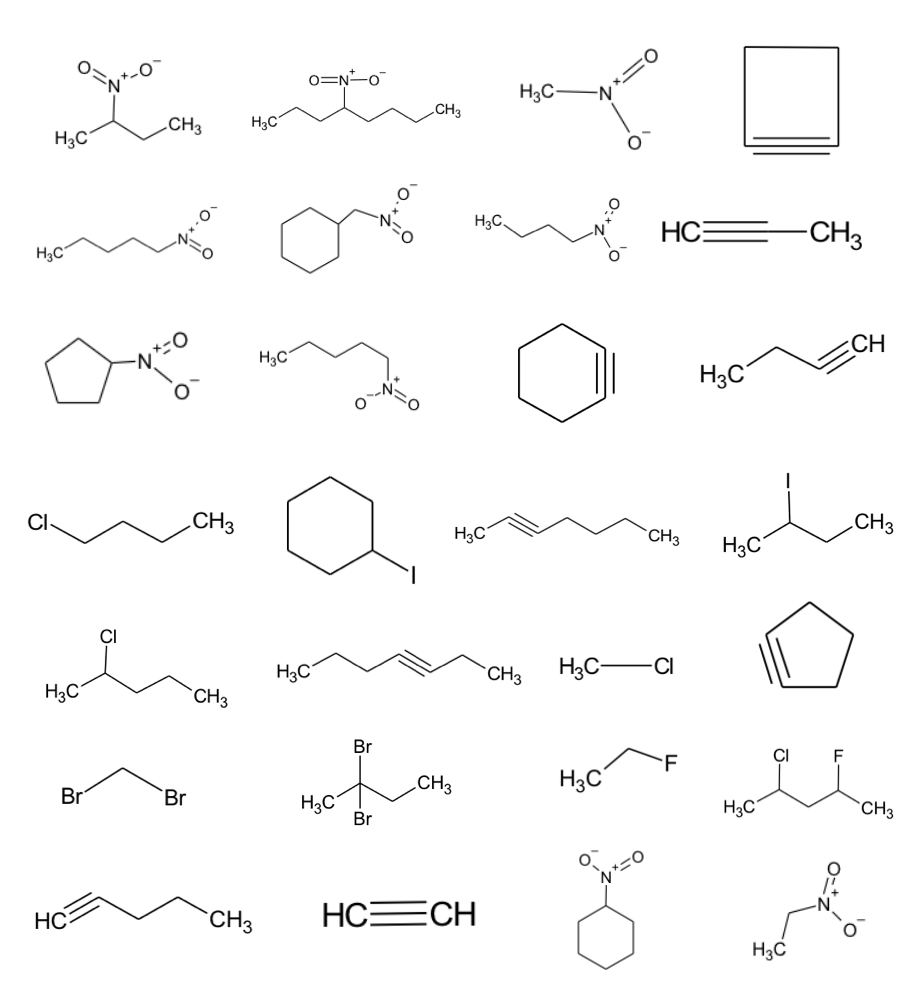 O N⁺ O⁻
H₃C CH₃
O N⁺ O⁻
H₃C CH₃
H₃C N⁺ O
O⁻
H₃C N⁺ O⁻
O
N⁺ O⁻
O
H₃C N⁺ O
O⁻
HC CH₃
N⁺ O
O⁻
H₃C
O⁻ N⁺ O
H₃C CH
Cl CH₃
I
H₃C CH₃
I
H₃C CH₃
Cl
H₃C CH₃
H₃C CH₃
H₃C Cl
Br Br
Br
H₃C CH₃
Br
H₃C F
Cl F
H₃C CH₃
HC CH₃
HC CH
O⁻ N⁺ O
O
N⁺
O⁻
H₃C